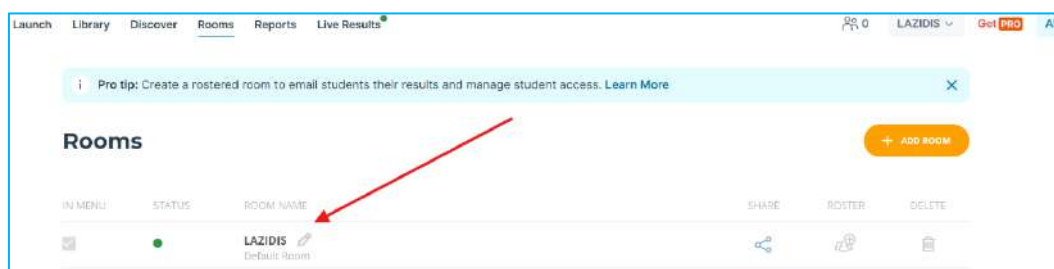 Launch Library Discover Rooms Reports Live Results 0 LAZIDIS Get PRO
i Pro tip: Create a rostered room to email students their results and manage student access. Learn More
Rooms
+ ADD ROOM
IN MENU STATUS ROOM NAME SHARE ROSTER DELETE
LAZIDIS
Default Room